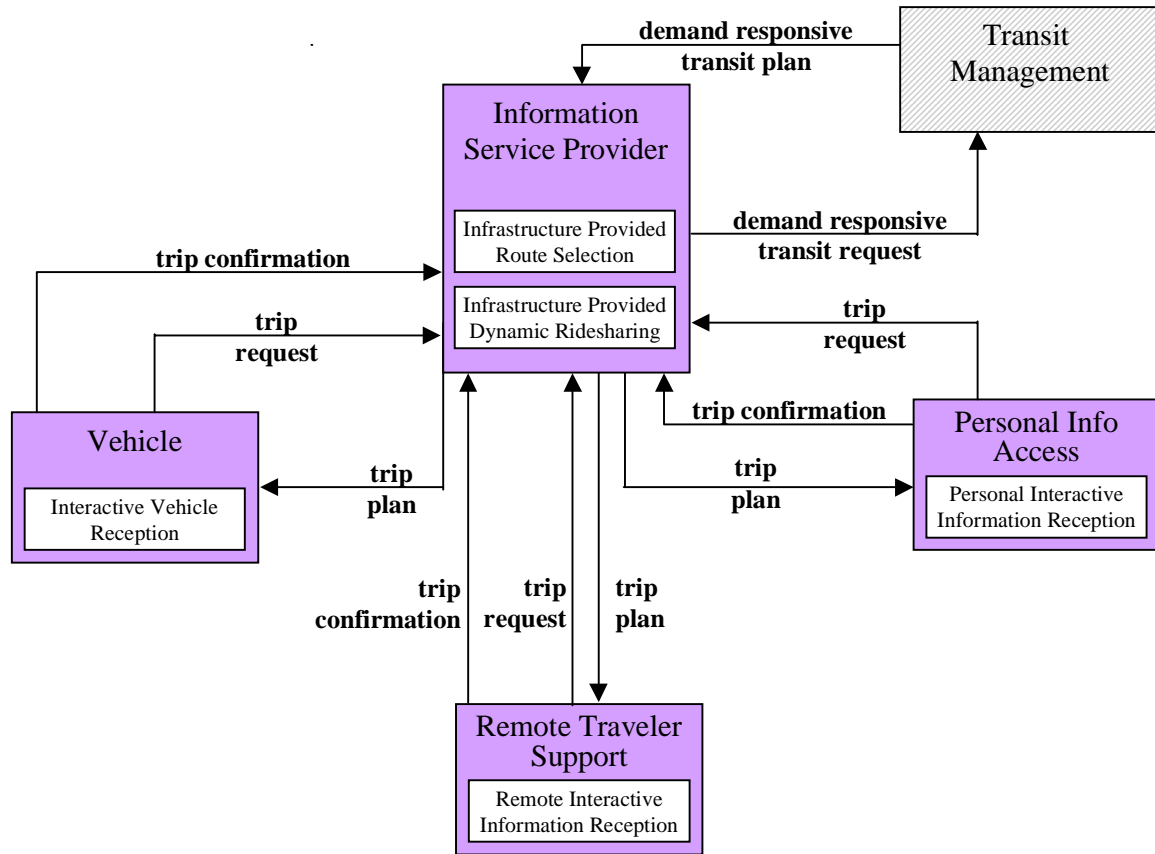 demand responsive
transit plan
Transit
Management
Information
Service Provider
Infrastructure Provided
Route Selection
demand responsive
transit request
trip confirmation
Infrastructure Provided
Dynamic Ridesharing
trip
request
trip
request
trip confirmation
Vehicle
Interactive Vehicle
Reception
trip
plan
trip
plan
Personal Info
Access
Personal Interactive
Information Reception
trip
confirmation
trip
request
trip
plan
Remote Traveler
Support
Remote Interactive
Information Reception